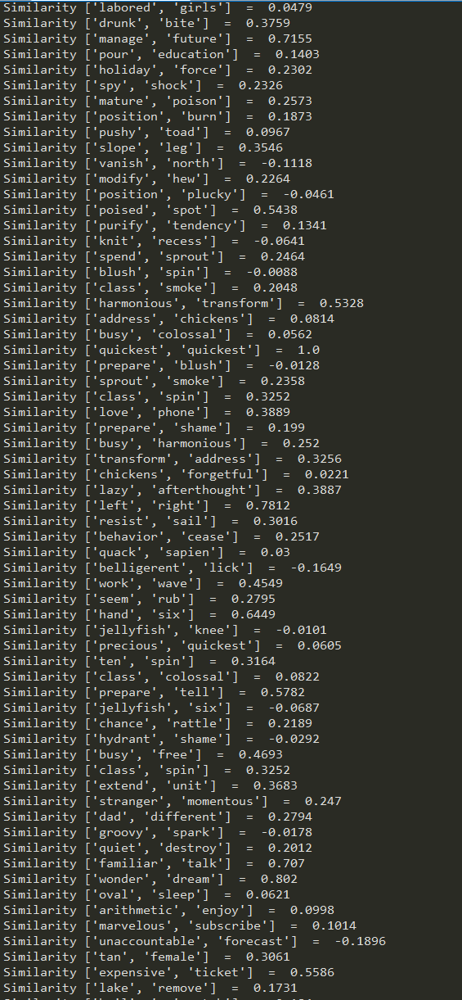 Similarity ['labored', 'girls']  =  0.0479
Similarity ['drunk', 'bite']  =  0.3759
Similarity ['manage', 'future']  =  0.7155
Similarity ['pour', 'education']  =  0.1403
Similarity ['holiday', 'force']  =  0.2302
Similarity ['spy', 'shock']  =  0.2326
Similarity ['mature', 'poison']  =  0.2573
Similarity ['position', 'burn']  =  0.1873
Similarity ['pushy', 'toad']  =  0.0967
Similarity ['slope', 'leg']  =  0.3546
Similarity ['vanish', 'north']  =  -0.1118
Similarity ['modify', 'hew']  =  0.2264
Similarity ['position', 'plucky']  =  -0.0461
Similarity ['poised', 'spot']  =  0.5438
Similarity ['purify', 'tendency']  =  0.1341
Similarity ['knit', 'recess']  =  -0.0641
Similarity ['spend', 'sprout']  =  0.2464
Similarity ['blush', 'spin']  =  -0.0088
Similarity ['class', 'smoke']  =  0.2048
Similarity ['harmonious', 'transform']  =  0.5328
Similarity ['address', 'chickens']  =  0.0814
Similarity ['busy', 'colossal']  =  0.0562
Similarity ['quickest', 'quickest']  =  1.0
Similarity ['prepare', 'blush']  =  -0.0128
Similarity ['sprout', 'smoke']  =  0.2358
Similarity ['class', 'spin']  =  0.3252
Similarity ['love', 'phone']  =  0.3889
Similarity ['prepare', 'shame']  =  0.199
Similarity ['busy', 'harmonious']  =  0.252
Similarity ['transform', 'address']  =  0.3256
Similarity ['chickens', 'forgetful']  =  0.0221
Similarity ['lazy', 'afterthought']  =  0.3887
Similarity ['left', 'right']  =  0.7812
Similarity ['resist', 'sail']  =  0.3016
Similarity ['behavior', 'cease']  =  0.2517
Similarity ['quack', 'sapien']  =  0.03
Similarity ['belligerent', 'lick']  =  -0.1649
Similarity ['work', 'wave']  =  0.4549
Similarity ['seem', 'rub']  =  0.2795
Similarity ['hand', 'six']  =  0.6449
Similarity ['jellyfish', 'knee']  =  -0.0101
Similarity ['precious', 'quickest']  =  0.0605
Similarity ['ten', 'spin']  =  0.3164
Similarity ['class', 'colossal']  =  0.0822
Similarity ['prepare', 'tell']  =  0.5782
Similarity ['jellyfish', 'six']  =  -0.0687
Similarity ['chance', 'rattle']  =  0.2189
Similarity ['hydrant', 'shame']  =  -0.0292
Similarity ['busy', 'free']  =  0.4693
Similarity ['class', 'spin']  =  0.3252
Similarity ['extend', 'unit']  =  0.3683
Similarity ['stranger', 'momentous']  =  0.247
Similarity ['dad', 'different']  =  0.2794
Similarity ['groovy', 'spark']  =  -0.0178
Similarity ['quiet', 'destroy']  =  0.2012
Similarity ['familiar', 'talk']  =  0.707
Similarity ['wonder', 'dream']  =  0.802
Similarity ['oval', 'sleep']  =  0.0621
Similarity ['arithmetic', 'enjoy']  =  0.0998
Similarity ['marvelous', 'subscribe']  =  0.1014
Similarity ['unaccountable', 'forecast']  =  -0.1896
Similarity ['tan', 'female']  =  0.3061
Similarity ['expensive', 'ticket']  =  0.5586
Similarity ['lake', 'remove']  =  0.1731